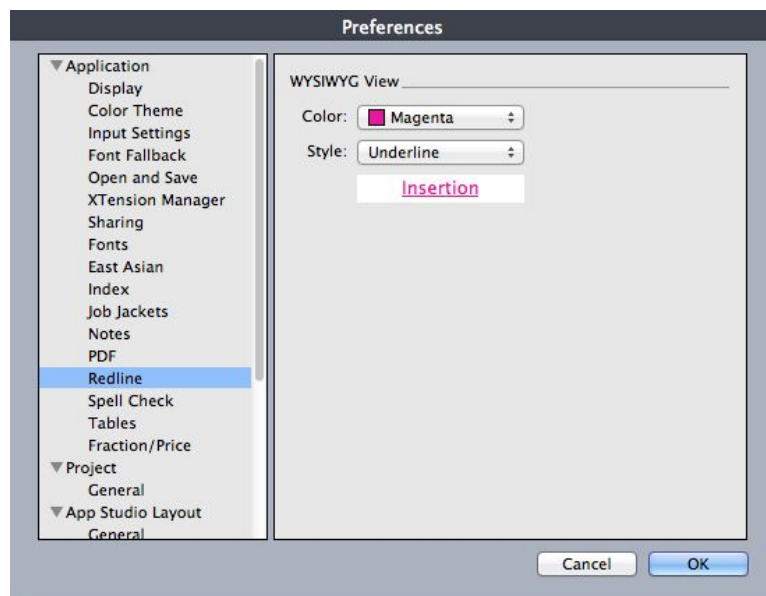 Preferences
Application
Display
Color Theme
Input Settings
Font Fallback
Open and Save
XTension Manager
Sharing
Fonts
East Asian
Index
Job Jackets
Notes
PDF
Redline
Spell Check
Tables
Fraction/Price
Project
General
App Studio Layout
General
WYSIWYG View
Color: Magenta
Style: Underline
Insertion
Cancel OK